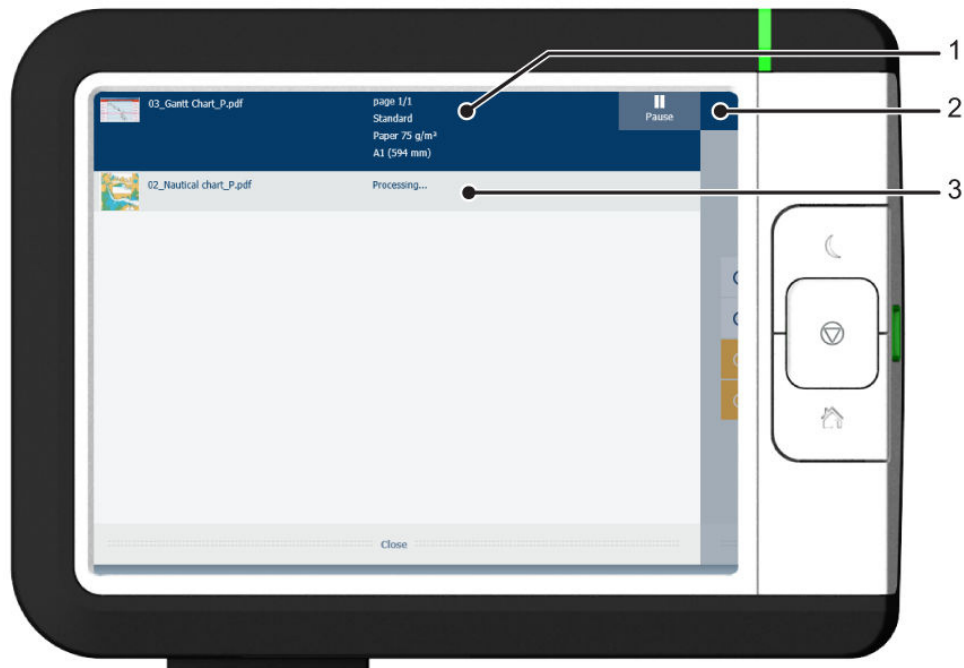 1
03_Gantt Chart_P.pdf
page 1/1
Standard
Paper 75 g/m²
A1 (594 mm)
Pause
2
02_Nautical chart_P.pdf
Processing...
3
Close